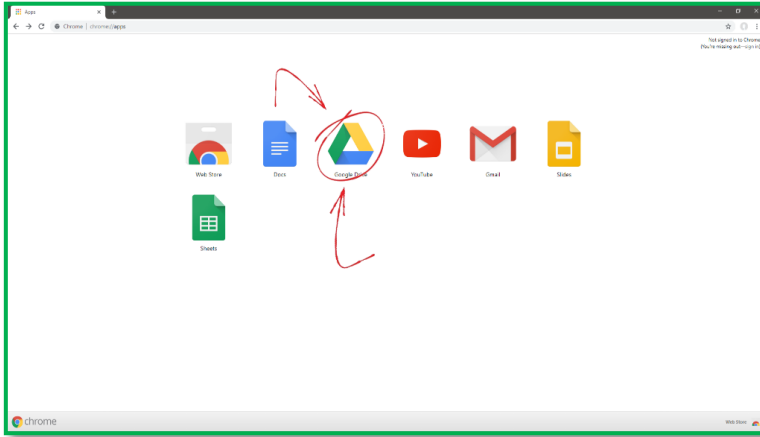 Apps
Chrome | chrome://apps
Not signed in to Chrome
(You're missing out—sign in)
Web Store
Docs
Google Drive
YouTube
Gmail
Slides
Sheets
chrome
Web Store